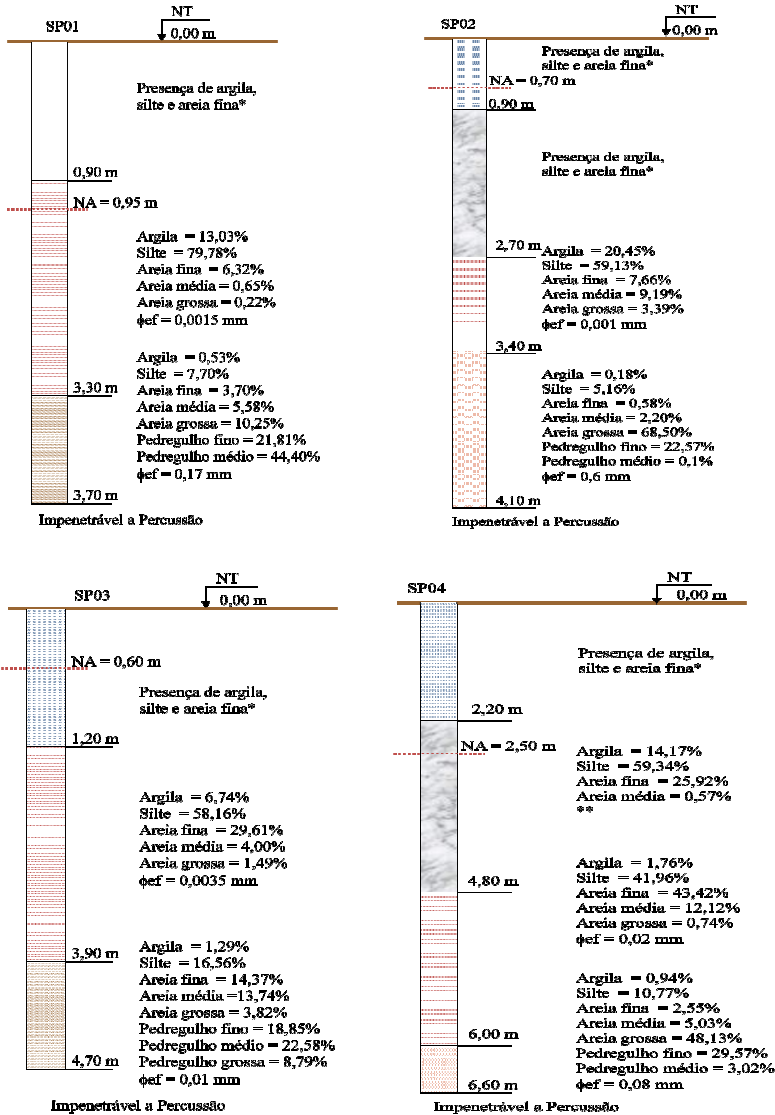 SP01
NT
0,00 m
Presença de argila,
silte e areia fina*
0,90 m
NA = 0,95 m
Argila = 13,03%
Silte = 79,78%
Areia fina = 6,32%
Areia média = 0,65%
Areia grossa = 0,22%
ϕef = 0,0015 mm
Argila = 0,53%
Silte = 7,70%
3,30 m
Areia fina = 3,70%
Areia média = 5,58%
Areia grossa = 10,25%
Pedregulho fino = 21,81%
Pedregulho médio = 44,40%
ϕef = 0,17 mm
3,70 m
Impenetrável a Percussão
SP02
NT
0,00 m
Presença de argila,
silte e areia fina*
NA = 0,70 m
0,90 m
Presença de argila,
silte e areia fina*
2,70 m
Argila = 20,45%
Silte = 59,13%
Areia fina = 7,66%
Areia média = 9,19%
Areia grossa = 3,39%
ϕef = 0,001 mm
3,40 m
Argila = 0,18%
Silte = 5,16%
Areia fina = 0,58%
Areia média = 2,20%
Areia grossa = 68,50%
Pedregulho fino = 22,57%
Pedregulho médio = 0,1%
ϕef = 0,6 mm
4,10 m
Impenetrável a Percussão
SP03
NT
0,00 m
NA = 0,60 m
Presença de argila,
silte e areia fina*
1,20 m
Argila = 6,74%
Silte = 58,16%
Areia fina = 29,61%
Areia média = 4,00%
Areia grossa = 1,49%
ϕef = 0,0035 mm
3,90 m
Argila = 1,29%
Silte = 16,56%
Areia fina = 14,37%
Areia média =13,74%
Areia grossa = 3,82%
Pedregulho fino = 18,85%
Pedregulho médio = 22,58%
Pedregulho grossa = 8,79%
ϕef = 0,01 mm
4,70 m
Impenetrável a Percussão
SP04
NT
0,00 m
Presença de argila,
silte e areia fina*
2,20 m
NA = 2,50 m
Argila = 14,17%
Silte = 59,34%
Areia fina = 25,92%
Areia média = 0,57%
**
4,80 m
Argila = 1,76%
Silte = 41,96%
Areia fina = 43,42%
Areia média = 12,12%
Areia grossa = 0,74%
ϕef = 0,02 mm
Argila = 0,94%
Silte = 10,77%
Areia fina = 2,55%
Areia média = 5,03%
6,00 m
Areia grossa = 48,13%
Pedregulho fino = 29,57%
Pedregulho médio = 3,02%
ϕef = 0,08 mm
6,60 m
Impenetrável a Percussão